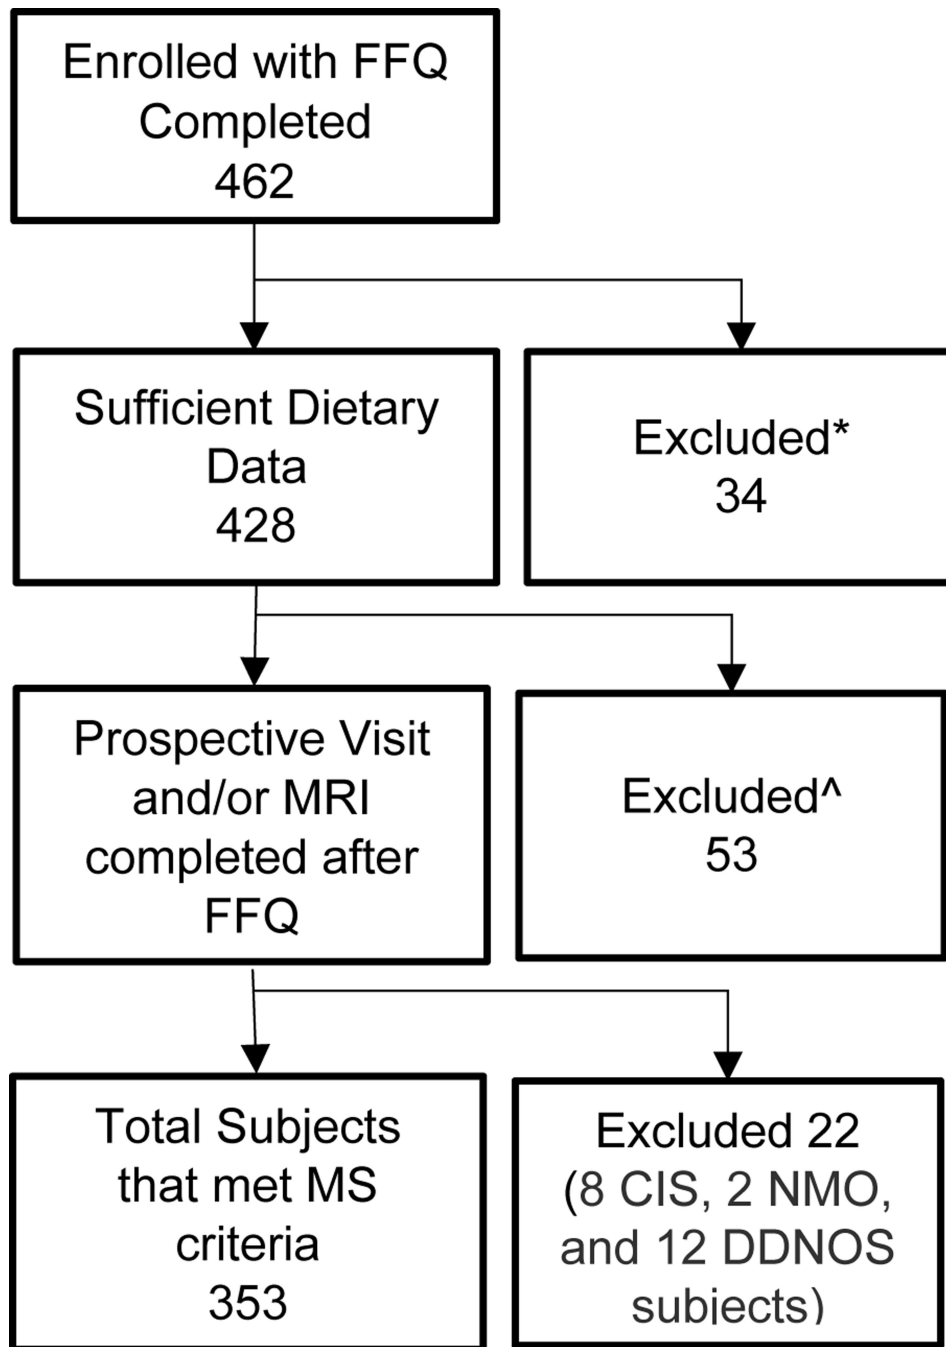 Enrolled with FFQ
Completed
462
Sufficient Dietary
Data
428
Excluded*
34
Prospective Visit
and/or MRI
completed after
FFQ
Excluded^
53
Total Subjects
that met MS
criteria
353
Excluded 22
(8 CIS, 2 NMO,
and 12 DDNOS
subjects)